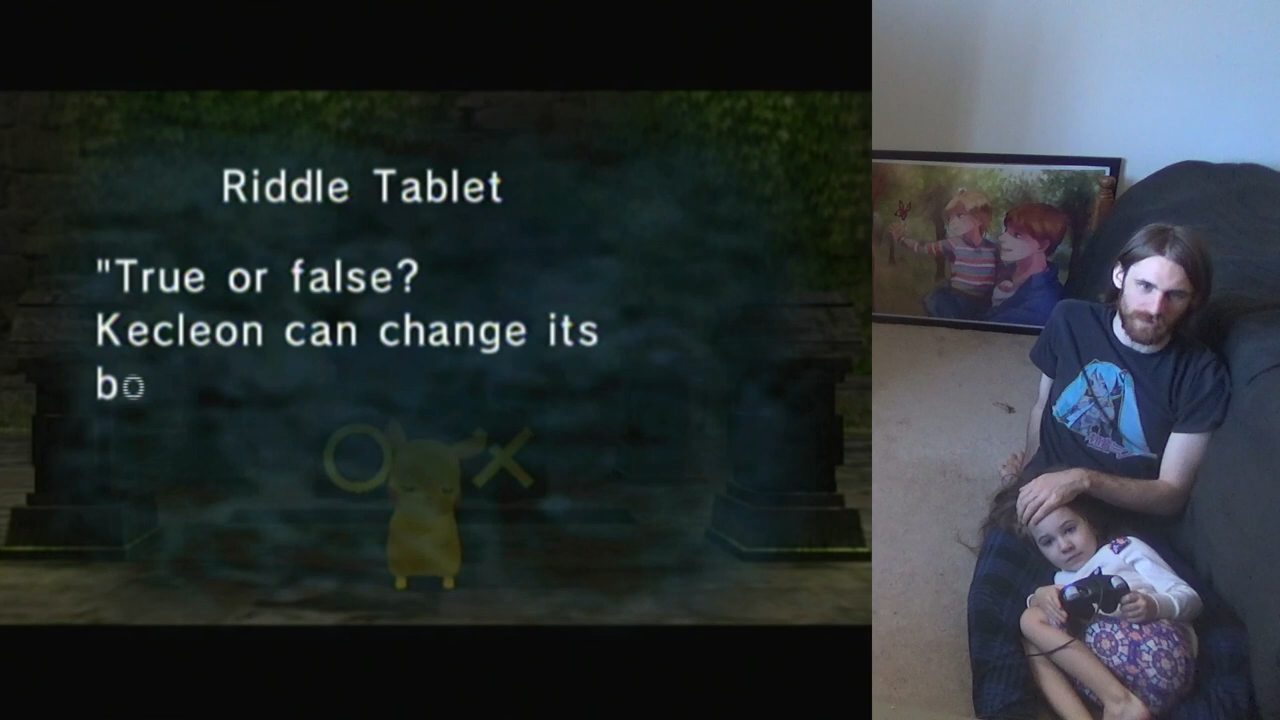 Riddle Tablet
"True or false?
Kecleon can change its
bo